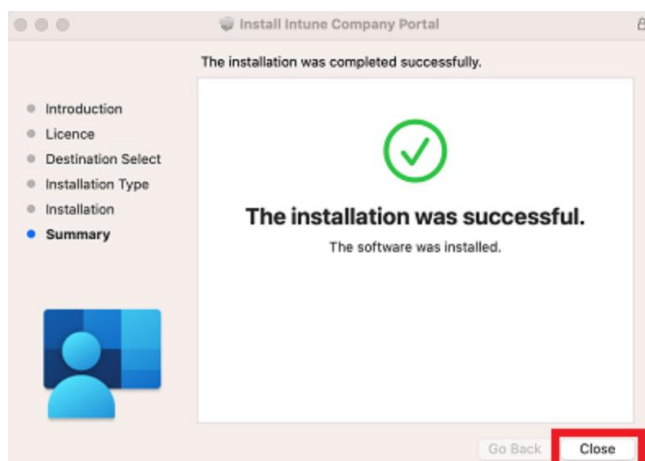 Install Intune Company Portal
The installation was completed successfully.
Introduction
Licence
Destination Select
Installation Type
Installation
Summary
The installation was successful.
The software was installed.
Go Back
Close